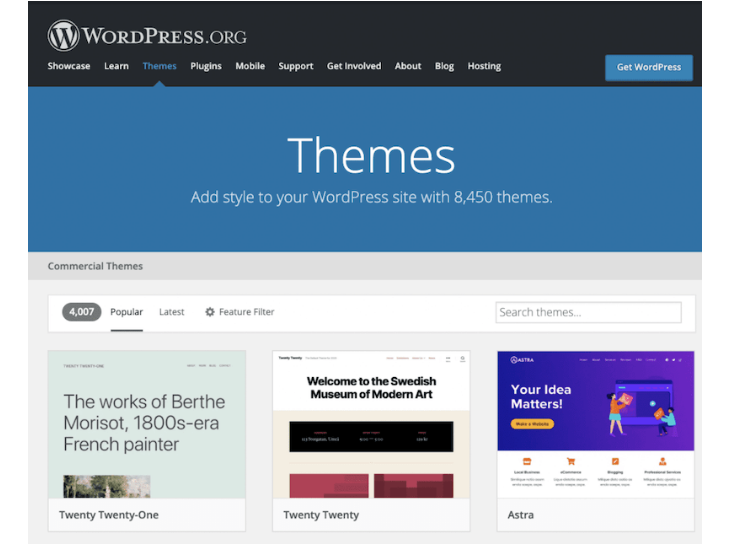 WORDPRESS.ORG
Showcase Learn Themes Plugins Mobile Support Get Involved About Blog Hosting
Get WordPress
Themes
Add style to your WordPress site with 8,450 themes.
Commercial Themes
4,007 Popular Latest Feature Filter
Search themes...
TWENTY TWENTY-ONE
The works of Berthe
Morisot, 1800s-era
French painter
Twenty Twenty-One
Twenty Twenty
Welcome to the Swedish
Museum of Modern Art
Twenty Twenty
ASTRA
Your Idea
Matters!
Make a Website
Local Business eCommerce Blogging Professional Services
Astra